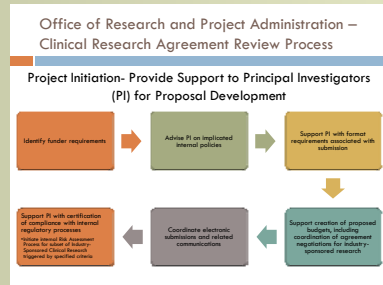 Office of Research and Project Administration –
Clinical Research Agreement Review Process
Project Initiation- Provide Support to Principal Investigators
(PI) for Proposal Development
Identify funder requirements
Advise PI on implicated
internal policies
Support PI with format
requirements associated with
submission
Support creation of proposed
budgets, including
coordination of agreement
negotiations for industry-
sponsored research
Coordinate electronic
submissions and related
communications
Support PI with certification
of compliance with internal
regulatory processes
•Initiate Internal Risk Assessment
Process for subset of Industry-
Sponsored Clinical Research
triggered by specified criteria